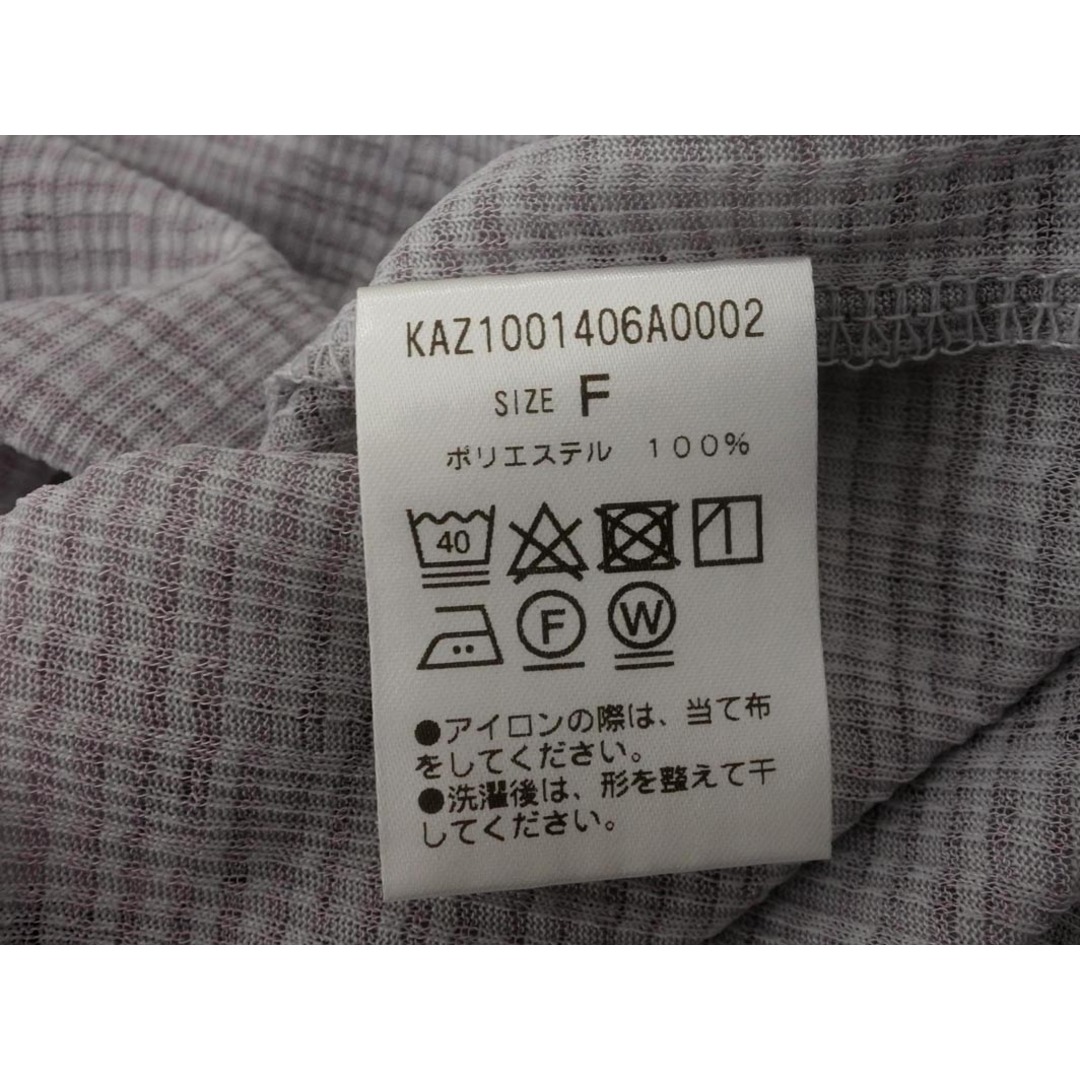 KAZ1001406A0002
SIZE F
ポリエステル 100%
40
F W
●アイロンの際は、当て布
をしてください。
●洗濯後は、形を整えて干
してください。